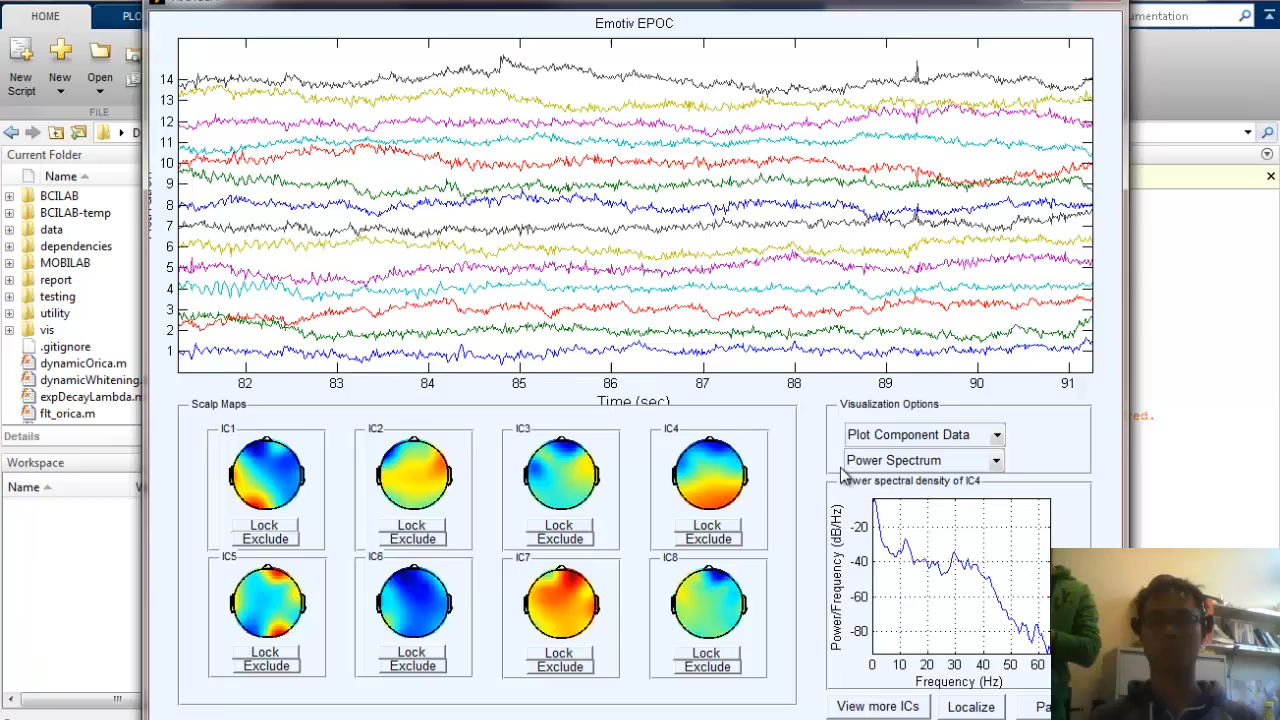 HOME
PLO
umentation
New Script
New
Open
FILE
D
Current Folder
Name
BCILAB
BCILAB-temp
data
dependencies
MOBILAB
report
testing
utility
vis
.gitignore
dynamicOrica.m
dynamicWhitening.
expDecayLambda.m
flt_orica.m
Details
Workspace
Name
Emotiv EPOC
14
13
12
11
10
9
8
7
6
5
4
3
2
1
82 83 84 85 86 87 88 89 90 91
Time (sec)
ed.
Scalp Maps
IC1 IC2 IC3 IC4
Lock Lock Lock Lock
Exclude Exclude Exclude Exclude
IC5 IC6 IC7 IC8
Lock Lock Lock Lock
Exclude Exclude Exclude Exclude
Visualization Options
Plot Component Data
Power Spectrum
ower spectral density of IC4
Power/Frequency (dB/Hz)
-20
-40
-60
-80
0 10 20 30 40 50 60
Frequency (Hz)
View more ICs
Localize
Pa